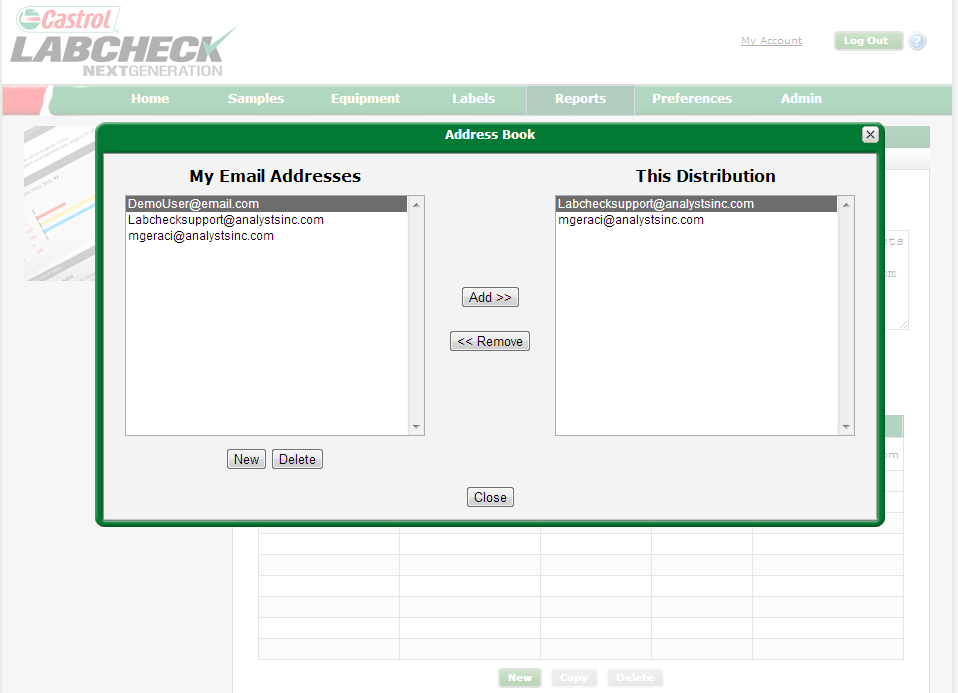 Castrol
LABCHECK
NEXTGENERATION
My Account
Log Out
?
Home
Samples
Equipment
Labels
Reports
Preferences
Admin
Address Book
My Email Addresses
This Distribution
DemoUser@email.com
Labchecksupport@analystsinc.com
mgeraci@analystsinc.com
Labchecksupport@analystsinc.com
mgeraci@analystsinc.com
Add >>
<< Remove
New
Delete
Close
New
Copy
Delete